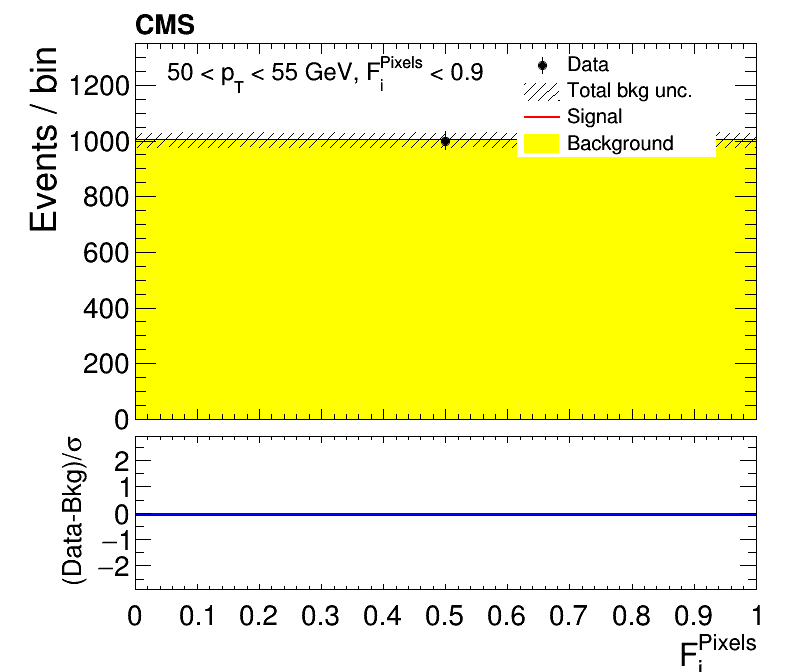 CMS
50 < p_T < 55 GeV, F_i^Pixels < 0.9
Data
Total bkg unc.
Signal
Background
Events / bin
1200
1000
800
600
400
200
0
(Data-Bkg)/σ
2
1
0
−1
−2
0 0.1 0.2 0.3 0.4 0.5 0.6 0.7 0.8 0.9 1
F_i^Pixels